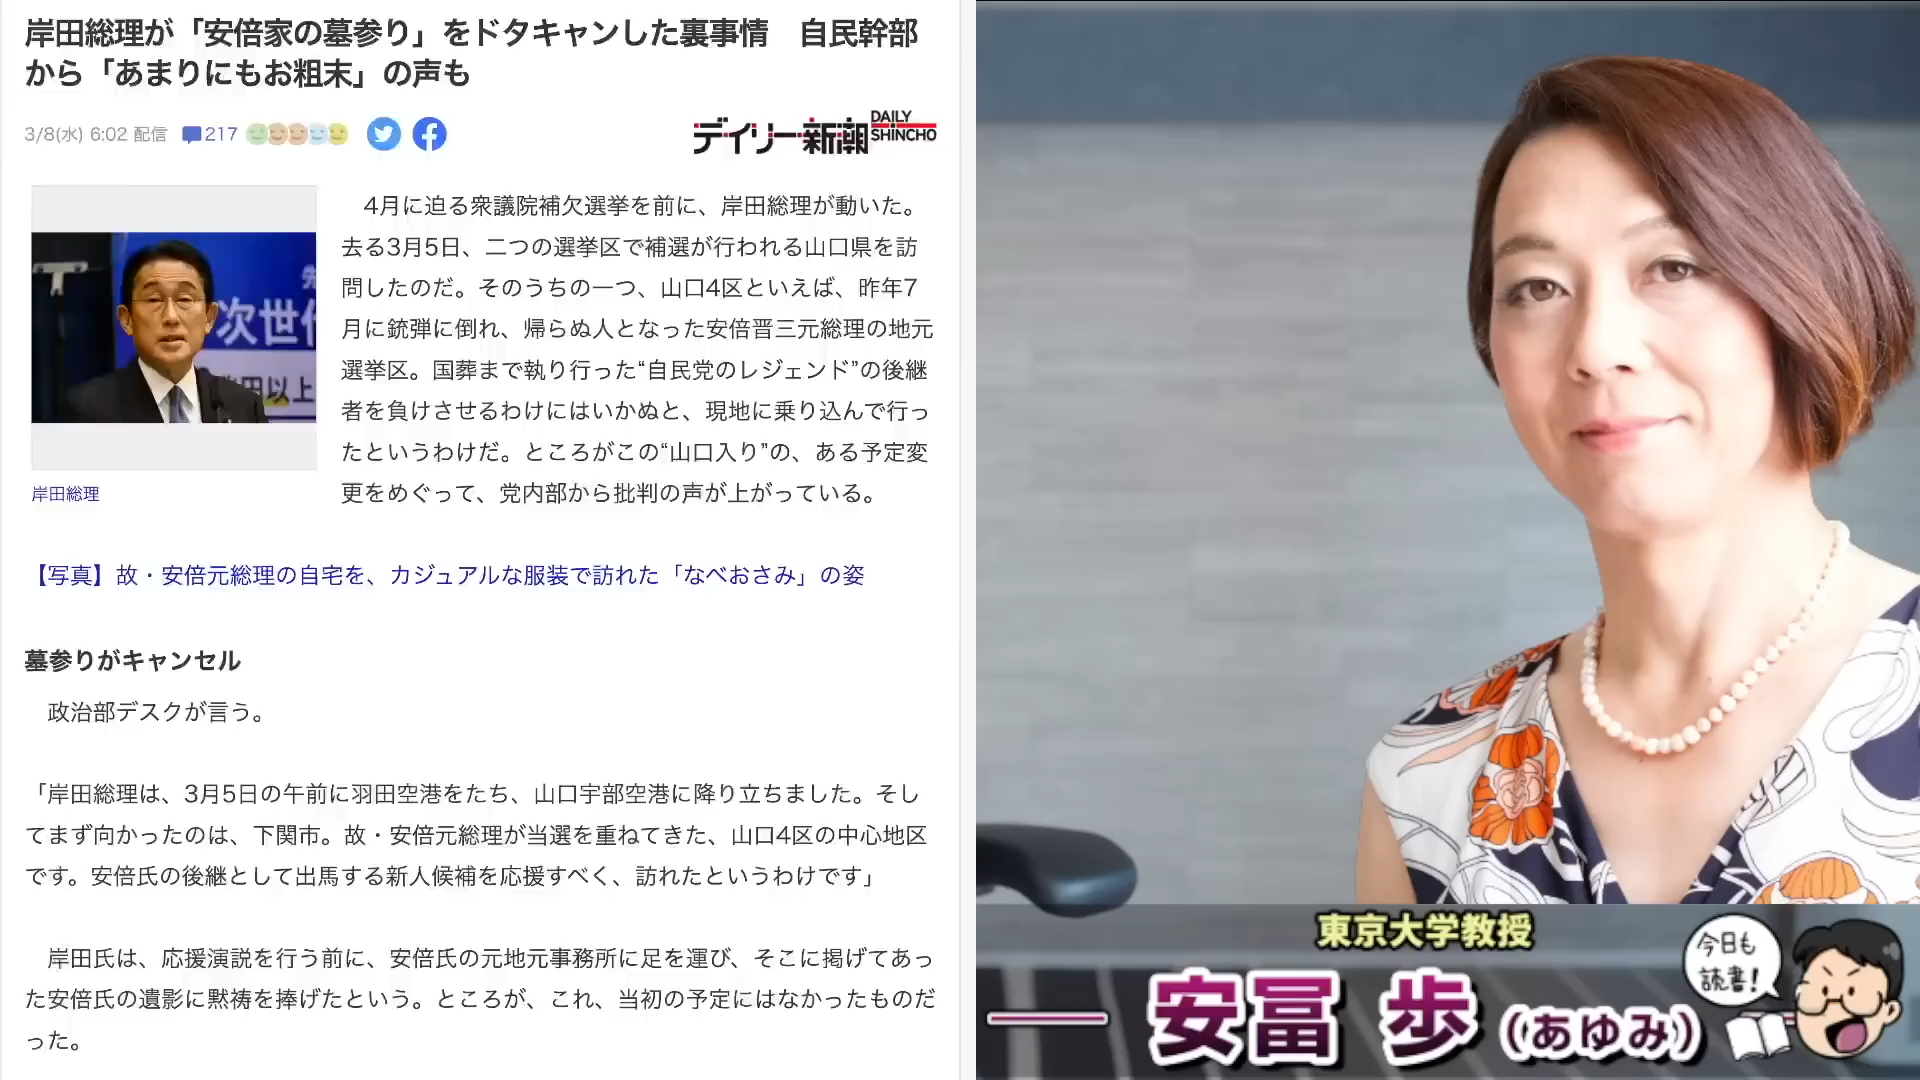 岸田総理が「安倍家の墓参り」をドタキャンした裏事情　自民幹部
から「あまりにもお粗末」の声も
3/8(水) 6:02 配信 217
デイリー新潮 DAILY SHINCHO
次世代
田以上
岸田総理
4月に迫る衆議院補欠選挙を前に、岸田総理が動いた。
去る3月5日、二つの選挙区で補選が行われる山口県を訪
問したのだ。そのうちの一つ、山口4区といえば、昨年7
月に銃弾に倒れ、帰らぬ人となった安倍晋三元総理の地元
選挙区。国葬まで執り行った“自民党のレジェンド”の後継
者を負けさせるわけにはいかぬと、現地に乗り込んで行っ
たというわけだ。ところがこの“山口入り”の、ある予定変
更をめぐって、党内部から批判の声が上がっている。
【写真】故・安倍元総理の自宅を、カジュアルな服装で訪れた「なべおさみ」の姿
墓参りがキャンセル
政治部デスクが言う。
「岸田総理は、3月5日の午前に羽田空港をたち、山口宇部空港に降り立ちました。そし
てまず向かったのは、下関市。故・安倍元総理が当選を重ねてきた、山口4区の中心地区
です。安倍氏の後継として出馬する新人候補を応援すべく、訪れたというわけです」
岸田氏は、応援演説を行う前に、安倍氏の元地元事務所に足を運び、そこに掲げてあっ
た安倍氏の遺影に黙祷を捧げたという。ところが、これ、当初の予定にはなかったものだ
った。
東京大学教授
安冨 歩 (あゆみ)
今日も
読書!